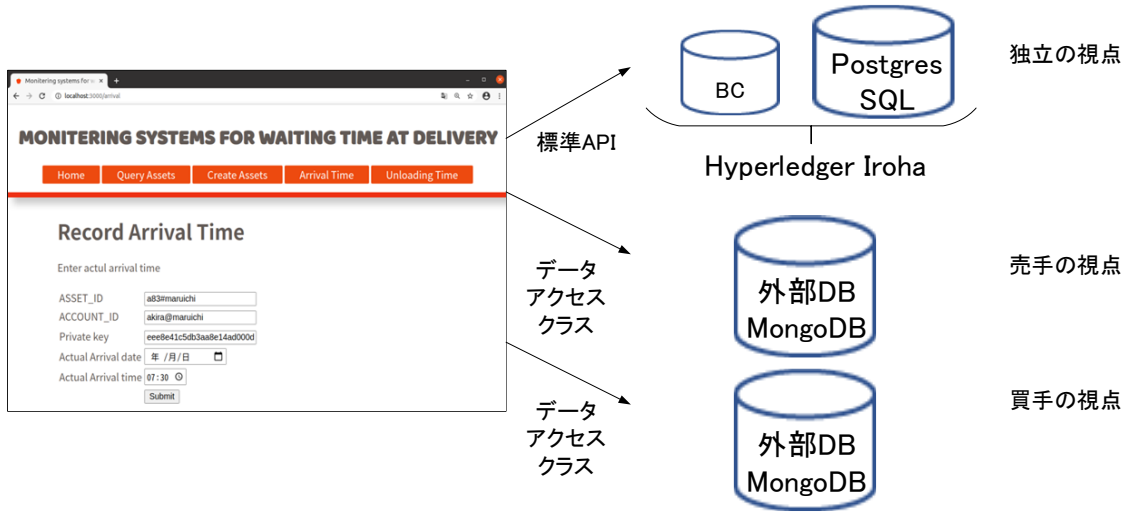 Monitering systems for w
localhost:3000/arrival
MONITERING SYSTEMS FOR WAITING TIME AT DELIVERY
Home
Query Assets
Create Assets
Arrival Time
Unloading Time
Record Arrival Time
Enter actul arrival time
ASSET_ID
a83#maruichi
ACCOUNT_ID
akira@maruichi
Private key
eee8e41c5db3aa8e14ad000d
Actual Arrival date
年 /月/日
Actual Arrival time
07:30
Submit
標準API
BC
Postgres
SQL
Hyperledger Iroha
独立の視点
データ
アクセス
クラス
外部DB
MongoDB
売手の視点
データ
アクセス
クラス
外部DB
MongoDB
買手の視点